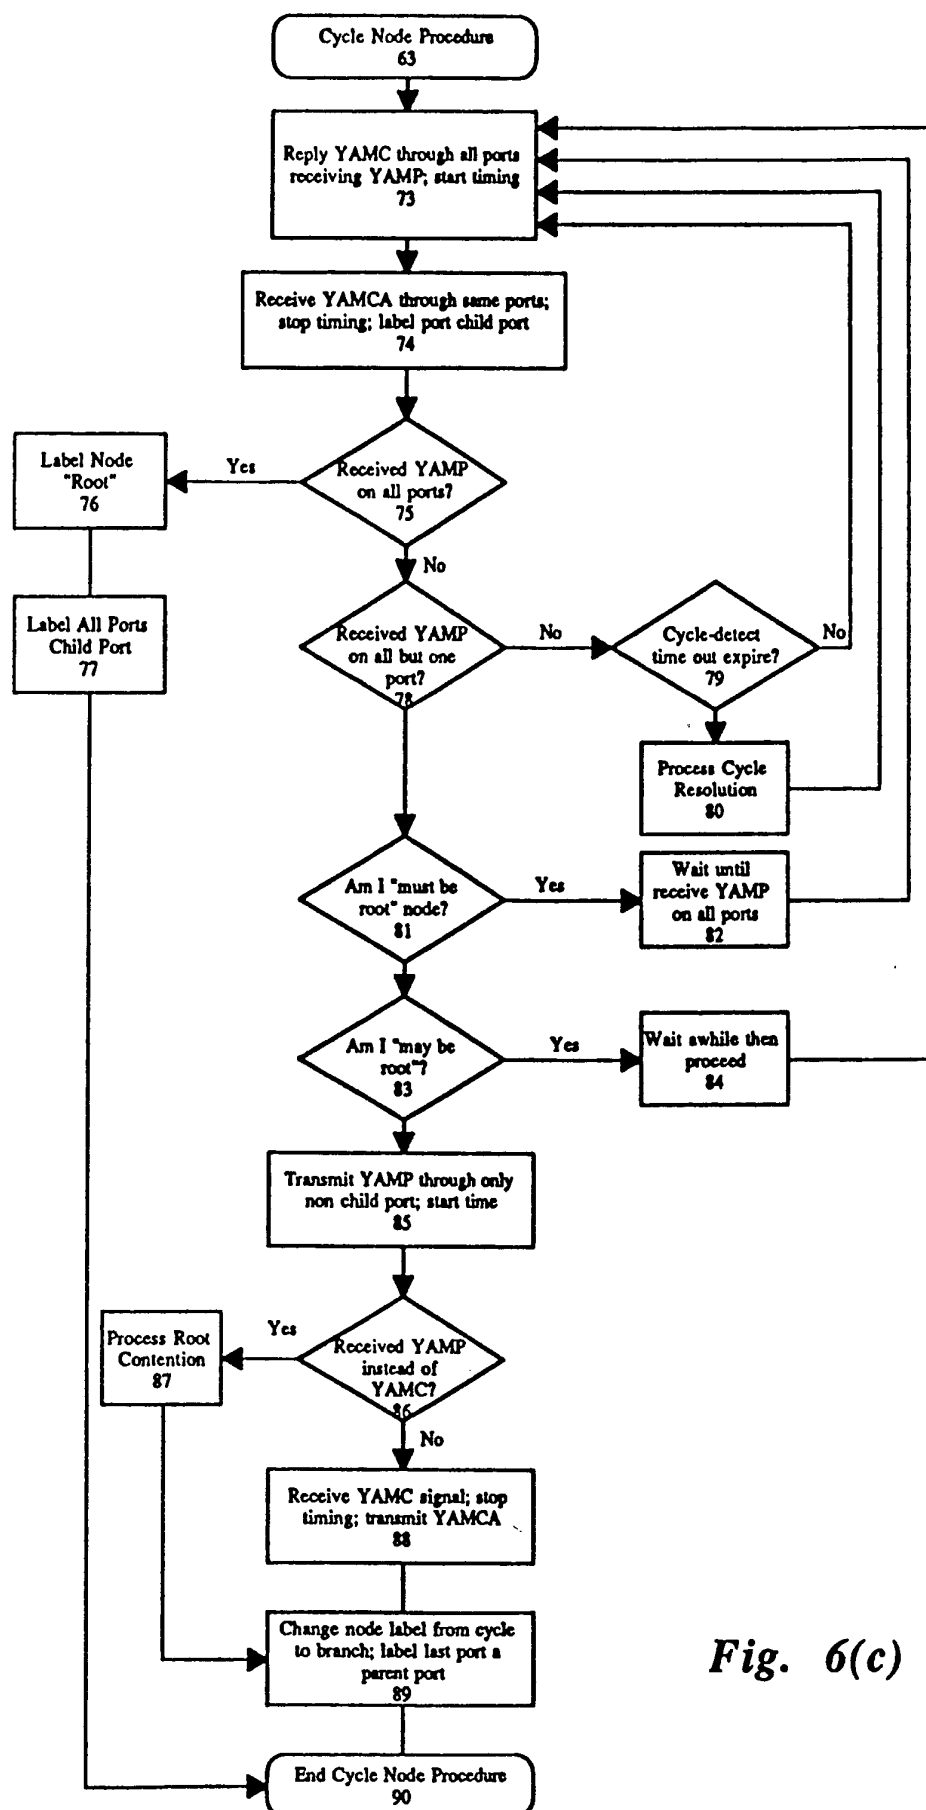 Cycle Node Procedure
63
Reply YAMC through all ports
receiving YAMP; start timing
73
Receive YAMCA through same ports;
stop timing; label port child port
74
Received YAMP
on all ports?
75
Yes
Label Node
"Root"
76
No
Label All Ports
Child Port
77
Received YAMP
on all but one
port?
78
No
Cycle-detect
time out expire?
79
No
Process Cycle
Resolution
80
Am I "must be
root" node?
81
Yes
Wait until
receive YAMP
on all ports
82
Am I "may be
root"?
83
Yes
Wait awhile then
proceed
84
Transmit YAMP through only
non child port; start time
85
Received YAMP
instead of
YAMC?
86
Yes
Process Root
Contention
87
No
Receive YAMC signal; stop
timing; transmit YAMCA
88
Change node label from cycle
to branch; label last port a
parent port
89
End Cycle Node Procedure
90
Fig. 6(c)